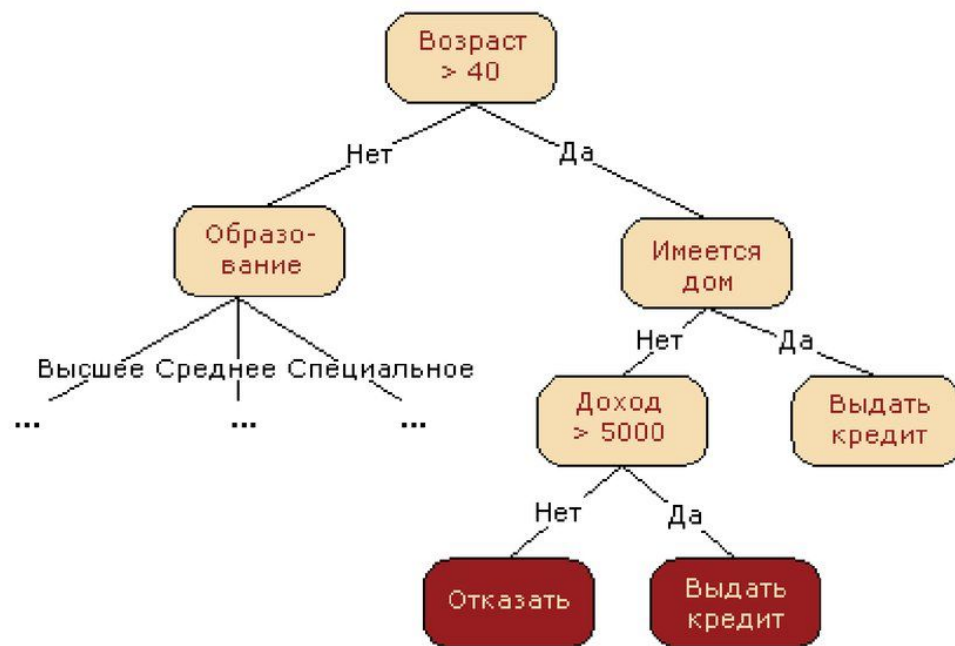 Возраст
> 40
Нет
Да
Образо-
вание
Имеется
дом
Высшее Среднее Специальное
... ... ...
Нет
Да
Доход
> 5000
Выдать
кредит
Нет
Да
Отказать
Выдать
кредит